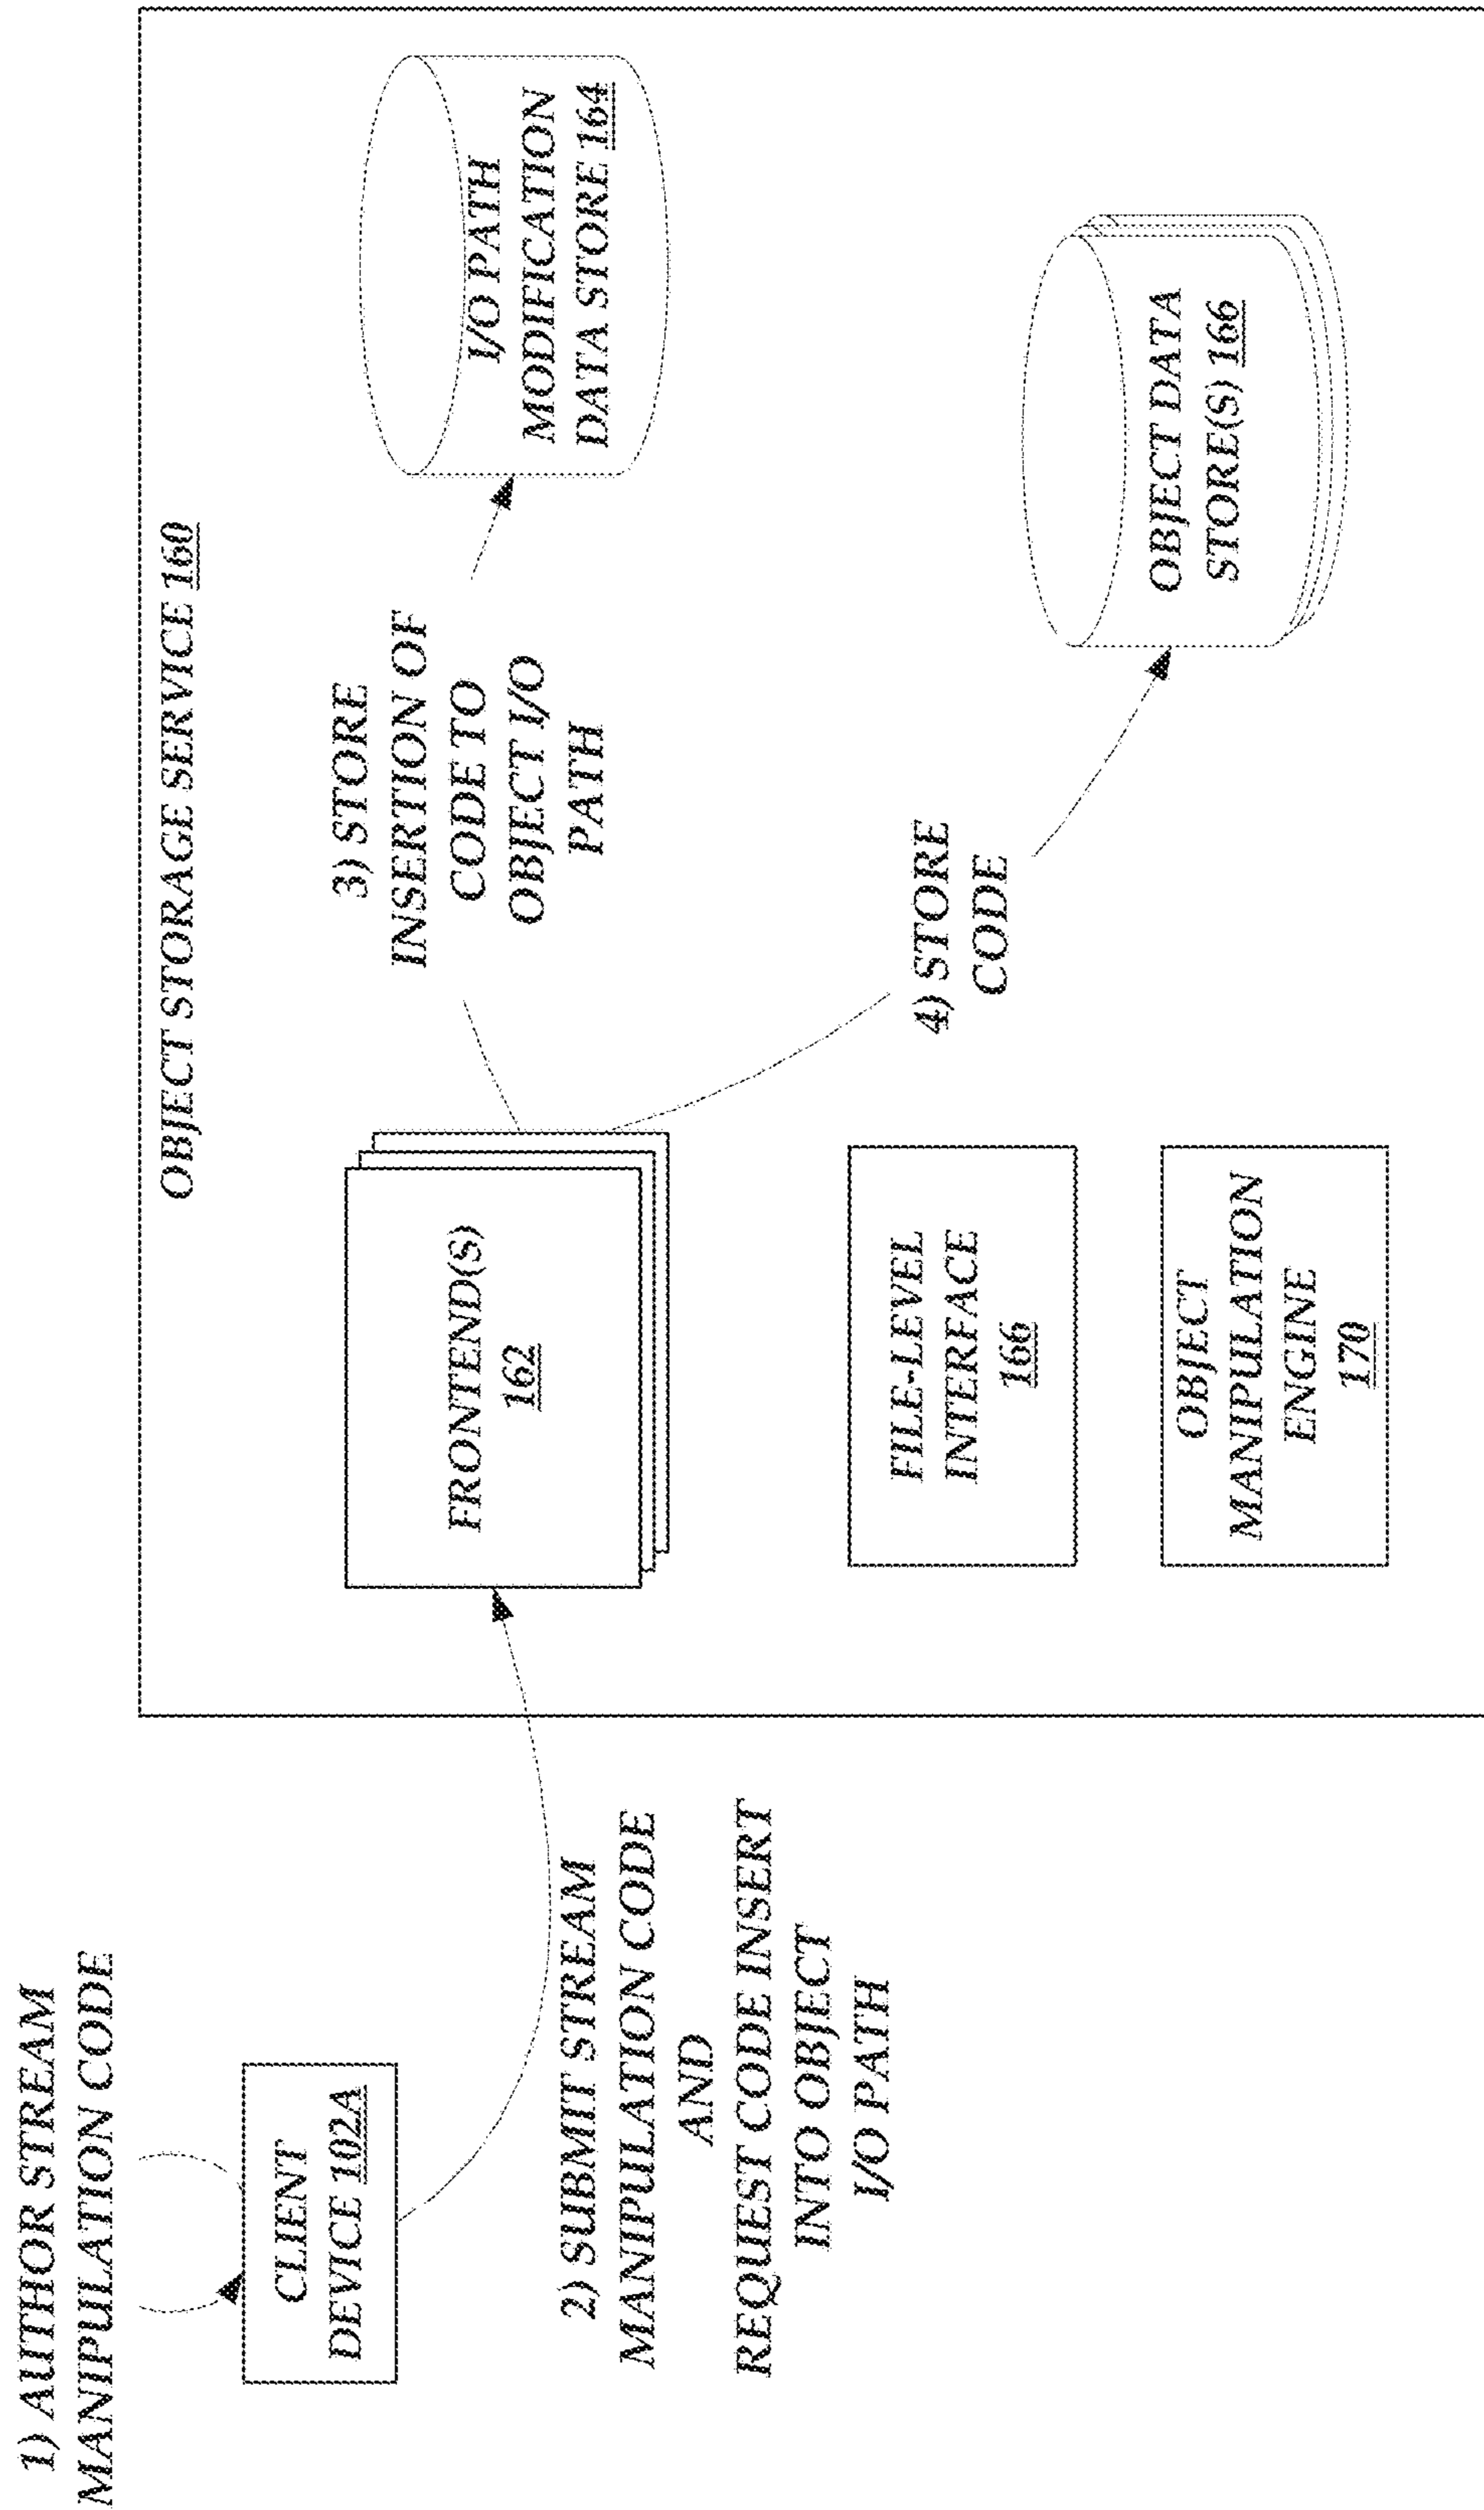 1) AUTHOR STREAM
MANIPULATION CODE
CLIENT
DEVICE 102A
2) SUBMIT STREAM
MANIPULATION CODE
AND
REQUEST CODE INSERT
INTO OBJECT
I/O PATH
OBJECT STORAGE SERVICE 160
FRONTEND(S)
162
3) STORE
INSERTION OF
CODE TO
OBJECT I/O
PATH
I/O PATH
MODIFICATION
DATA STORE 164
FILE-LEVEL
INTERFACE
166
4) STORE
CODE
OBJECT DATA
STORE(S) 166
OBJECT
MANIPULATION
ENGINE
170